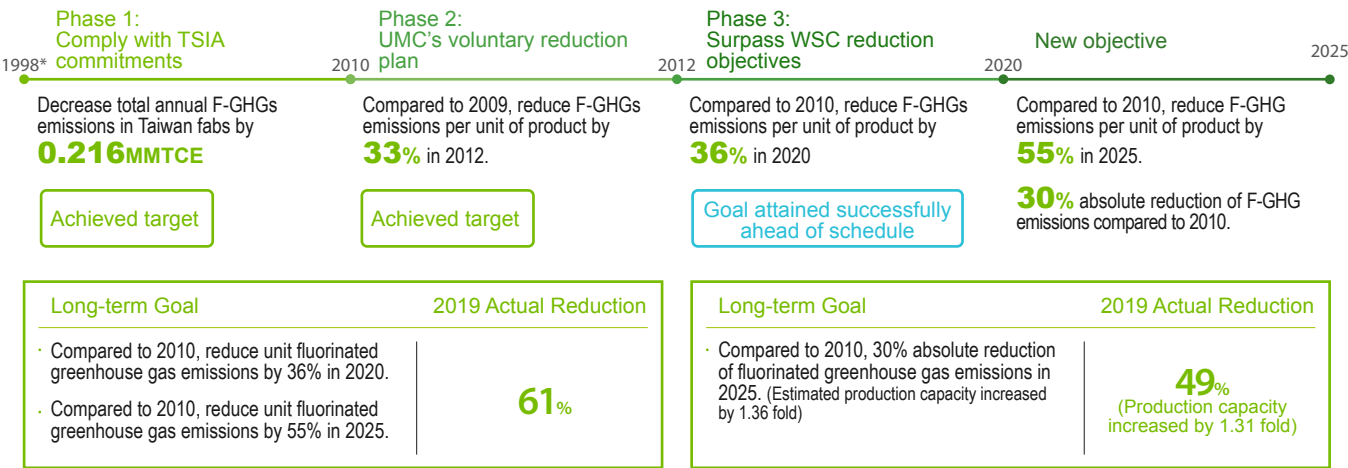 Phase 1:
Comply with TSIA
commitments
Phase 2:
UMC's voluntary reduction
plan
Phase 3:
Surpass WSC reduction
objectives
New objective
1998*
2010
2012
2020
2025
Decrease total annual F-GHGs
emissions in Taiwan fabs by
0.216MMTCE
Achieved target
Compared to 2009, reduce F-GHGs
emissions per unit of product by
33% in 2012.
Achieved target
Compared to 2010, reduce F-GHGs
emissions per unit of product by
36% in 2020
Goal attained successfully
ahead of schedule
Compared to 2010, reduce F-GHG
emissions per unit of product by
55% in 2025.
30% absolute reduction of F-GHG
emissions compared to 2010.
Long-term Goal
2019 Actual Reduction
· Compared to 2010, reduce unit fluorinated
greenhouse gas emissions by 36% in 2020.
· Compared to 2010, reduce unit fluorinated
greenhouse gas emissions by 55% in 2025.
61%
Long-term Goal
2019 Actual Reduction
· Compared to 2010, 30% absolute reduction
of fluorinated greenhouse gas emissions in
2025. (Estimated production capacity increased
by 1.36 fold)
49%
(Production capacity
increased by 1.31 fold)